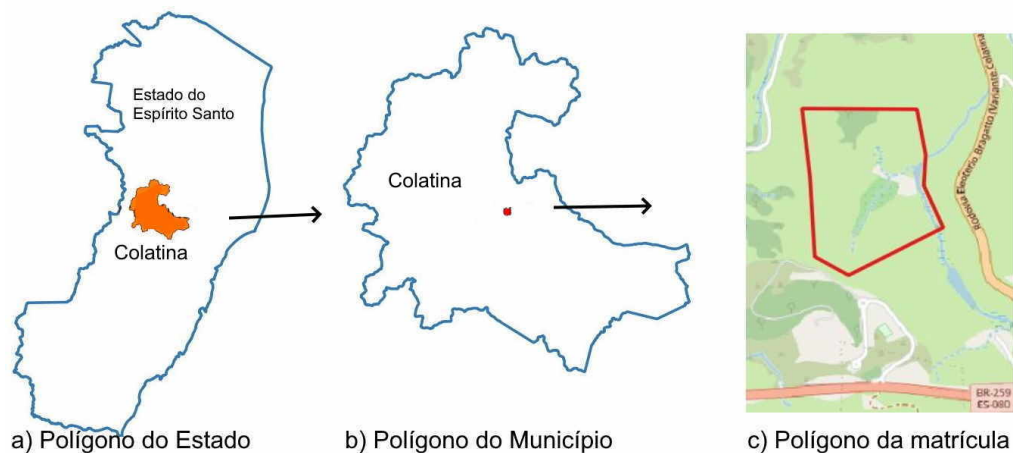 Estado do
Espírito Santo
Colatina
a) Polígono do Estado
Colatina
b) Polígono do Município
Rodovia Eleoterio Bragatto (Variante Colatina
BR-259
ES-080
c) Polígono da matrícula